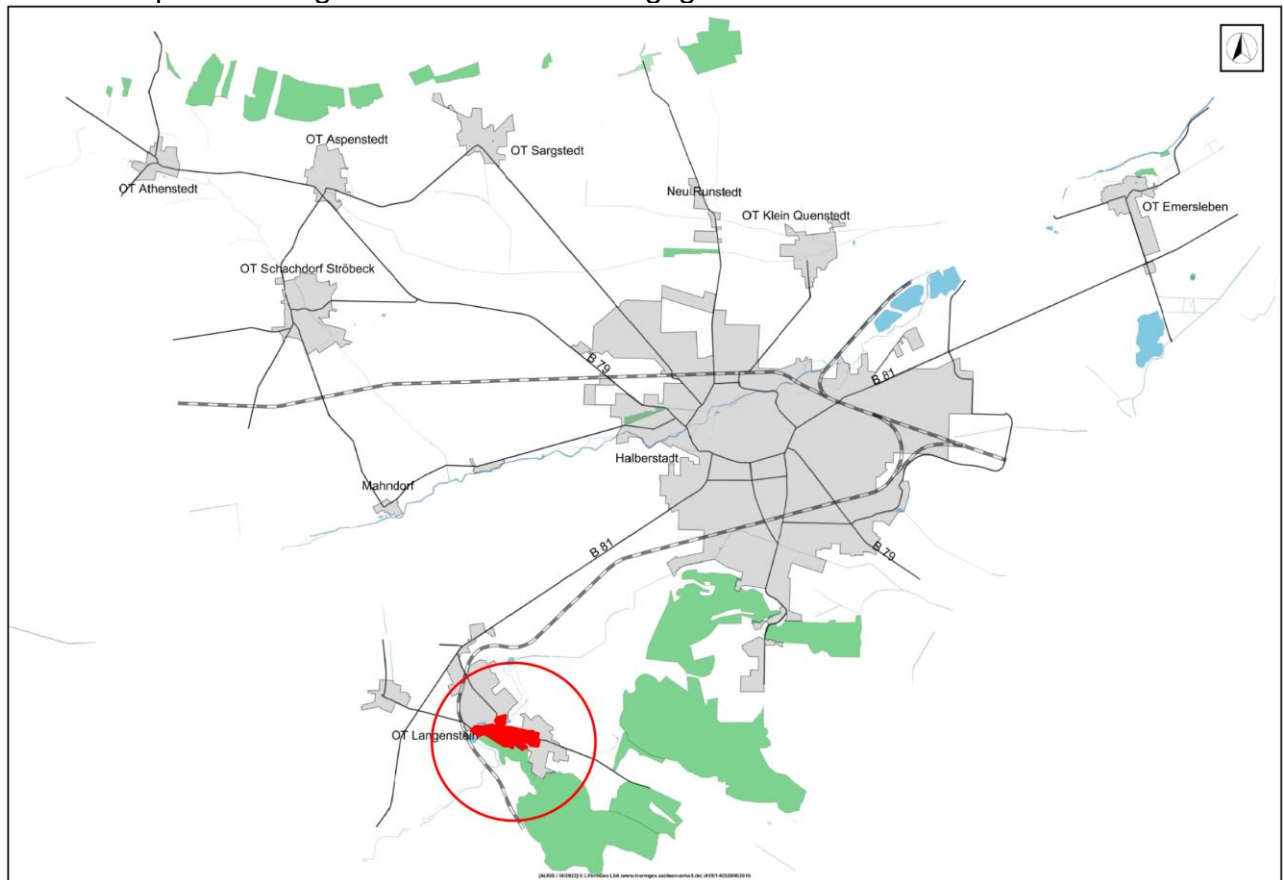 OT Aspenstedt
OT Sargstedt
OT Athenstedt
Neu Runstedt
OT Klein Quenstedt
OT Emersleben
OT Schachdorf Ströbeck
B 79
B 81
Halberstadt
Mahndorf
B 81
B 79
OT Langenstein